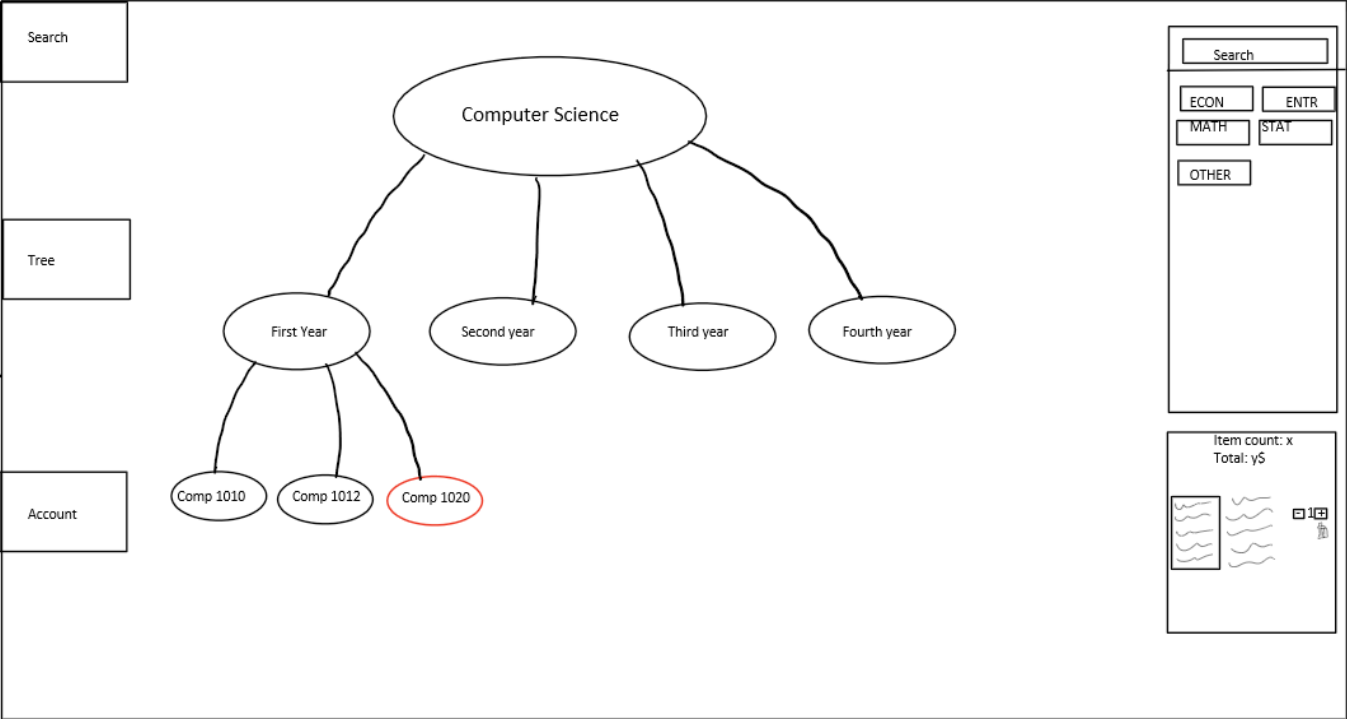 Search
Tree
Account
Computer Science
First Year
Second year
Third year
Fourth year
Comp 1010
Comp 1012
Comp 1020
Search
ECON
ENTR
MATH
STAT
OTHER
Item count: x
Total: y$
- 1 +